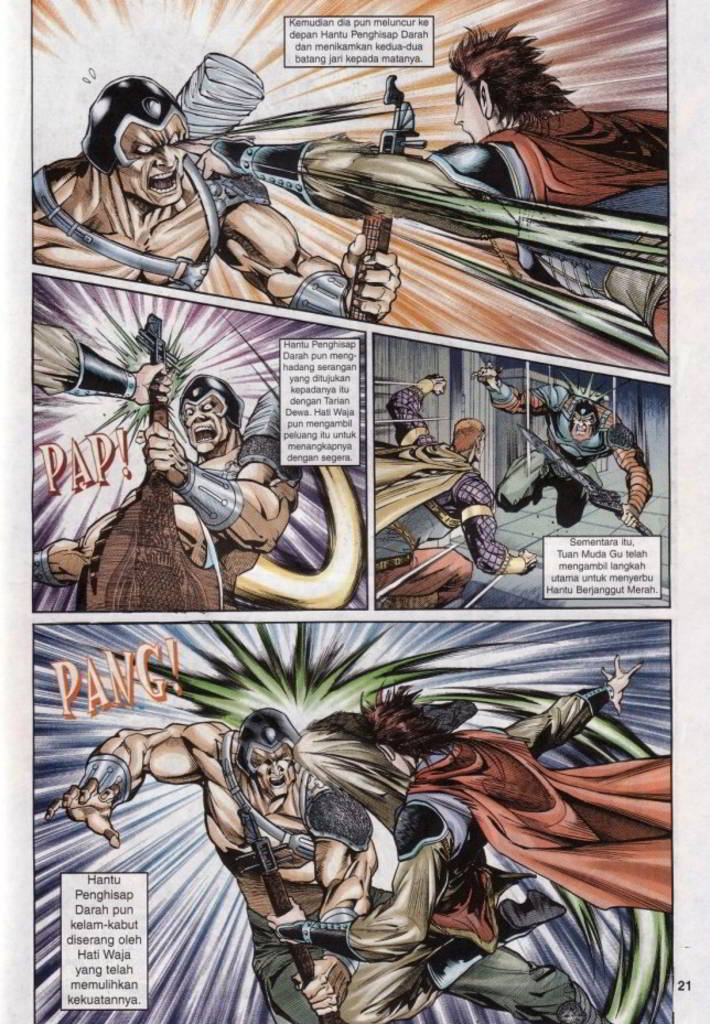 Kemudian dia pun meluncur ke
depan Hantu Penghisap Darah
dan menikamkan kedua-dua
batang jari kepada matanya.
Hantu Penghisap
Darah pun meng-
hadang serangan
yang ditujukan
kepadanya itu
dengan Tarian
Dewa. Hati Waja
pun mengambil
peluang itu untuk
menangkapnya
dengan segera.
PAP!
Sementara itu,
Tuan Muda Gu telah
mengambil langkah
utama untuk menyerbu
Hantu Berjanggut Merah.
PANG!
Hantu
Penghisap
Darah pun
diserang oleh
Hati Waja
yang telah
memulihkan
kekuatannya.
21